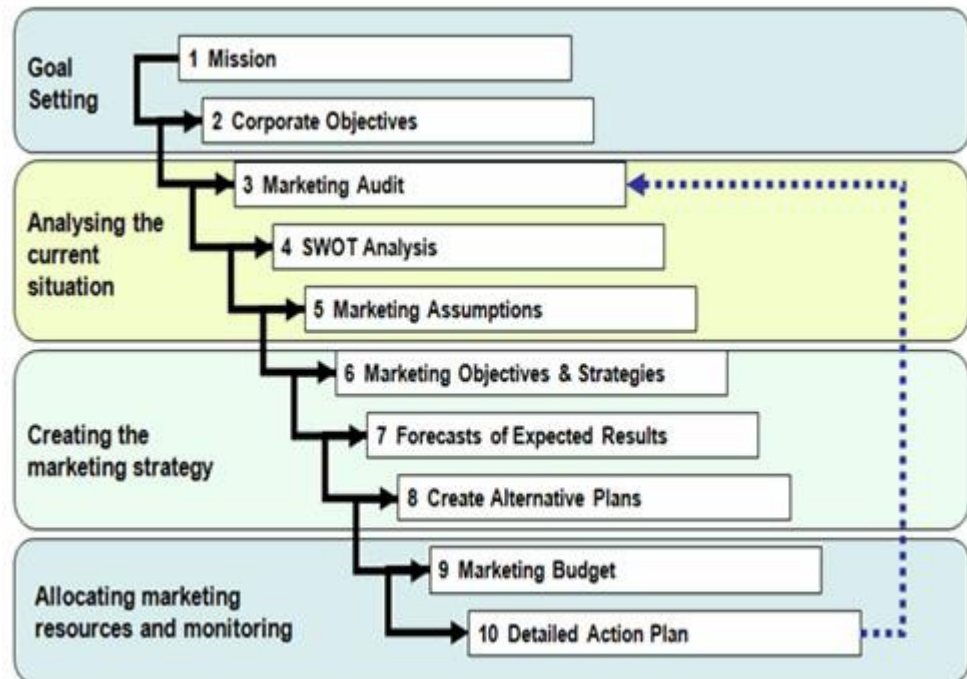 Goal
Setting
1 Mission
2 Corporate Objectives
Analysing the
current
situation
3 Marketing Audit
4 SWOT Analysis
5 Marketing Assumptions
Creating the
marketing strategy
6 Marketing Objectives & Strategies
7 Forecasts of Expected Results
8 Create Alternative Plans
Allocating marketing
resources and monitoring
9 Marketing Budget
10 Detailed Action Plan